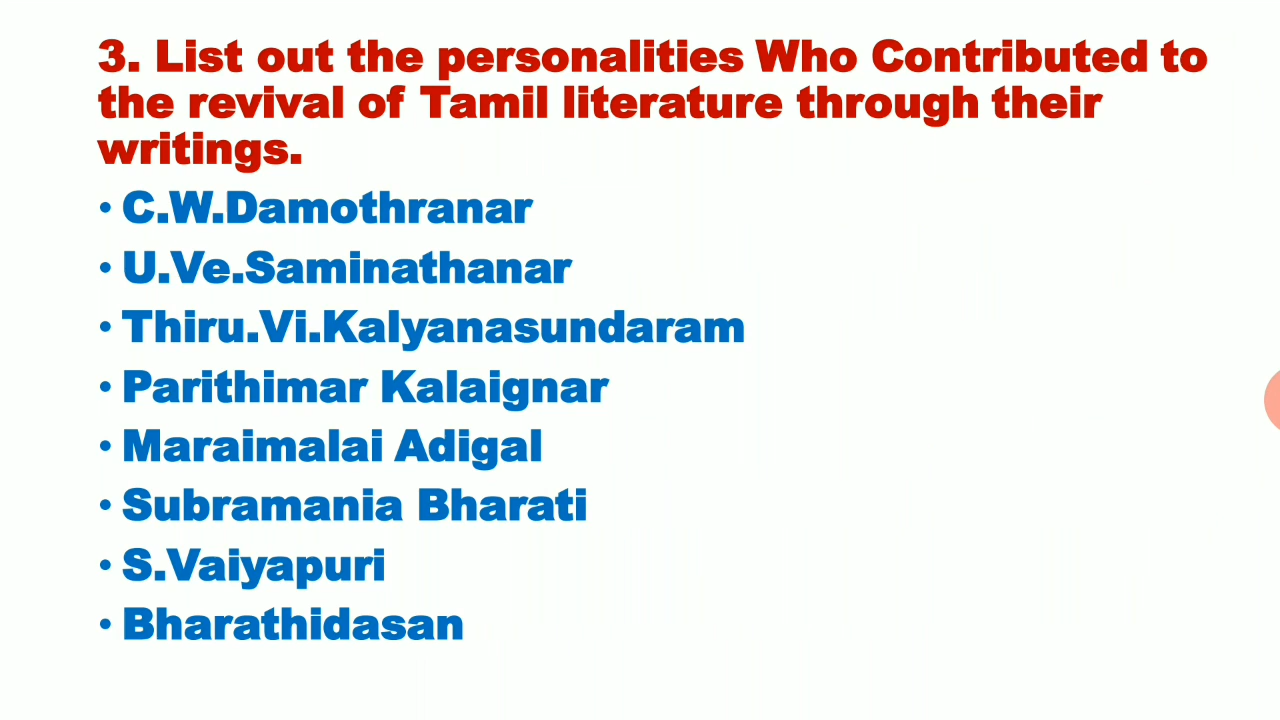 3. List out the personalities Who Contributed to
the revival of Tamil literature through their
writings.
• C.W.Damothranar
• U.Ve.Saminathanar
• Thiru.Vi.Kalyanasundaram
• Parithimar Kalaignar
• Maraimalai Adigal
• Subramania Bharati
• S.Vaiyapuri
• Bharathidasan